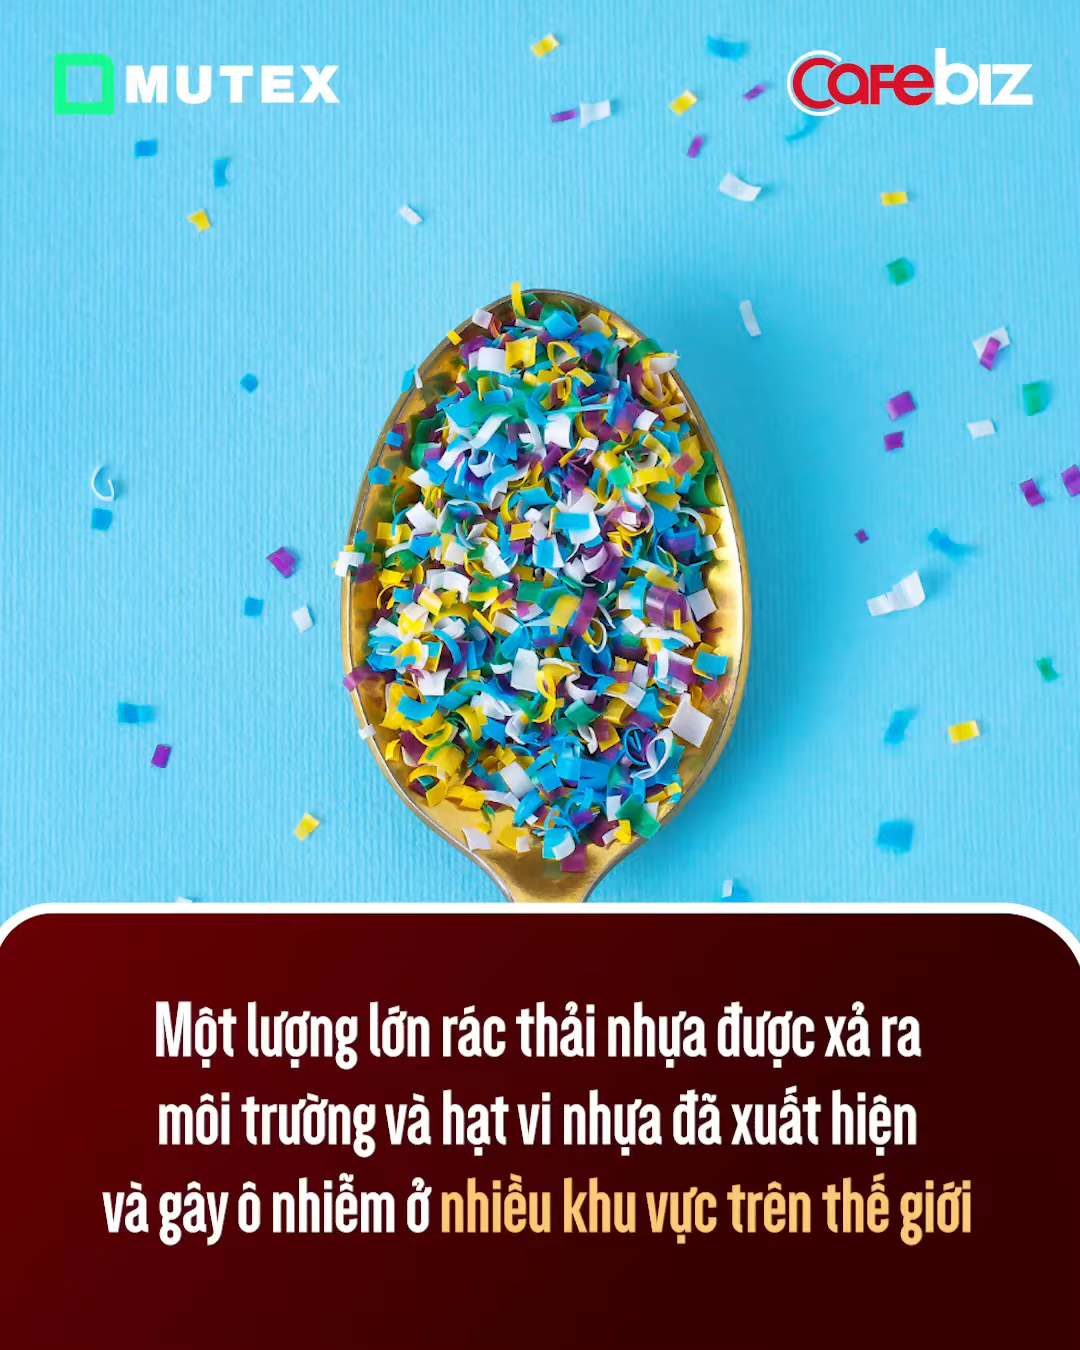 MUTEX
Cafebiz
Một lượng lớn rác thải nhựa được xả ra
môi trường và hạt vi nhựa đã xuất hiện
và gây ô nhiễm ở nhiều khu vực trên thế giới